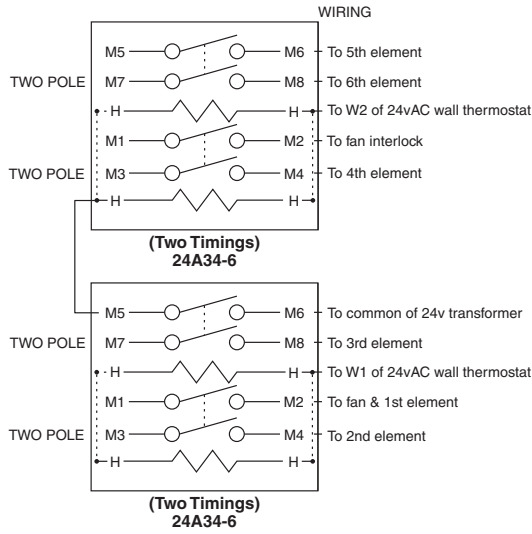 WIRING
M5 M6 To 5th element
TWO POLE M7 M8 To 6th element
H H To W2 of 24vAC wall thermostat
M1 M2 To fan interlock
TWO POLE M3 M4 To 4th element
H H
(Two Timings)
24A34-6
M5 M6 To common of 24v transformer
TWO POLE M7 M8 To 3rd element
H H To W1 of 24vAC wall thermostat
M1 M2 To fan & 1st element
TWO POLE M3 M4 To 2nd element
H H
(Two Timings)
24A34-6